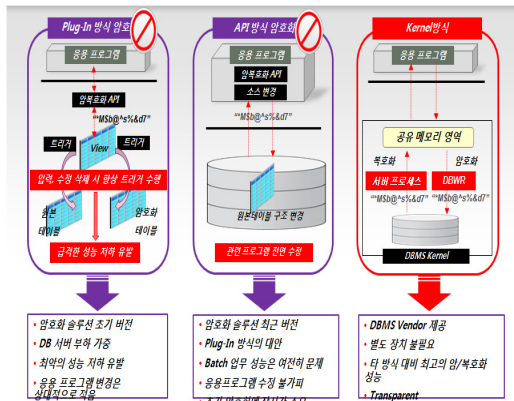 Plug-In 방식 암호화
응용 프로그램
암복호화 API
““M$b@^s%&d7”
트리거
View
트리거
입력, 수정 삭제 시 항상 트리거 수행
원본
테이블
암호화
테이블
급격한 성능 저하 유발
• 암호화 솔루션 초기 버전
• DB 서버 부하 가중
• 최악의 성능 저하 유발
• 응용 프로그램 변경은
상대적으로 적음
API 방식 암호화
응용 프로그램
암복호화 API
소스 변경
““M$b@^s%&d7”
원본테이블 구조 변경
관련 프로그램 전면 수정
• 암호화 솔루션 최근 버전
• Plug-In 방식의 대안
• Batch 업무 성능은 여전히 문제
• 응용프로그램 수정 불가피
Kernel방식
응용 프로그램
공유 메모리 영역
복호화
암호화
서버 프로세스
DBWR
““M$b@^s%&d7”
““M$b@^s%&d7”
DBMS Kernel
• DBMS Vendor 제공
• 별도 장치 불필요
• 타 방식 대비 최고의 암/복호화
성능
• Transparent